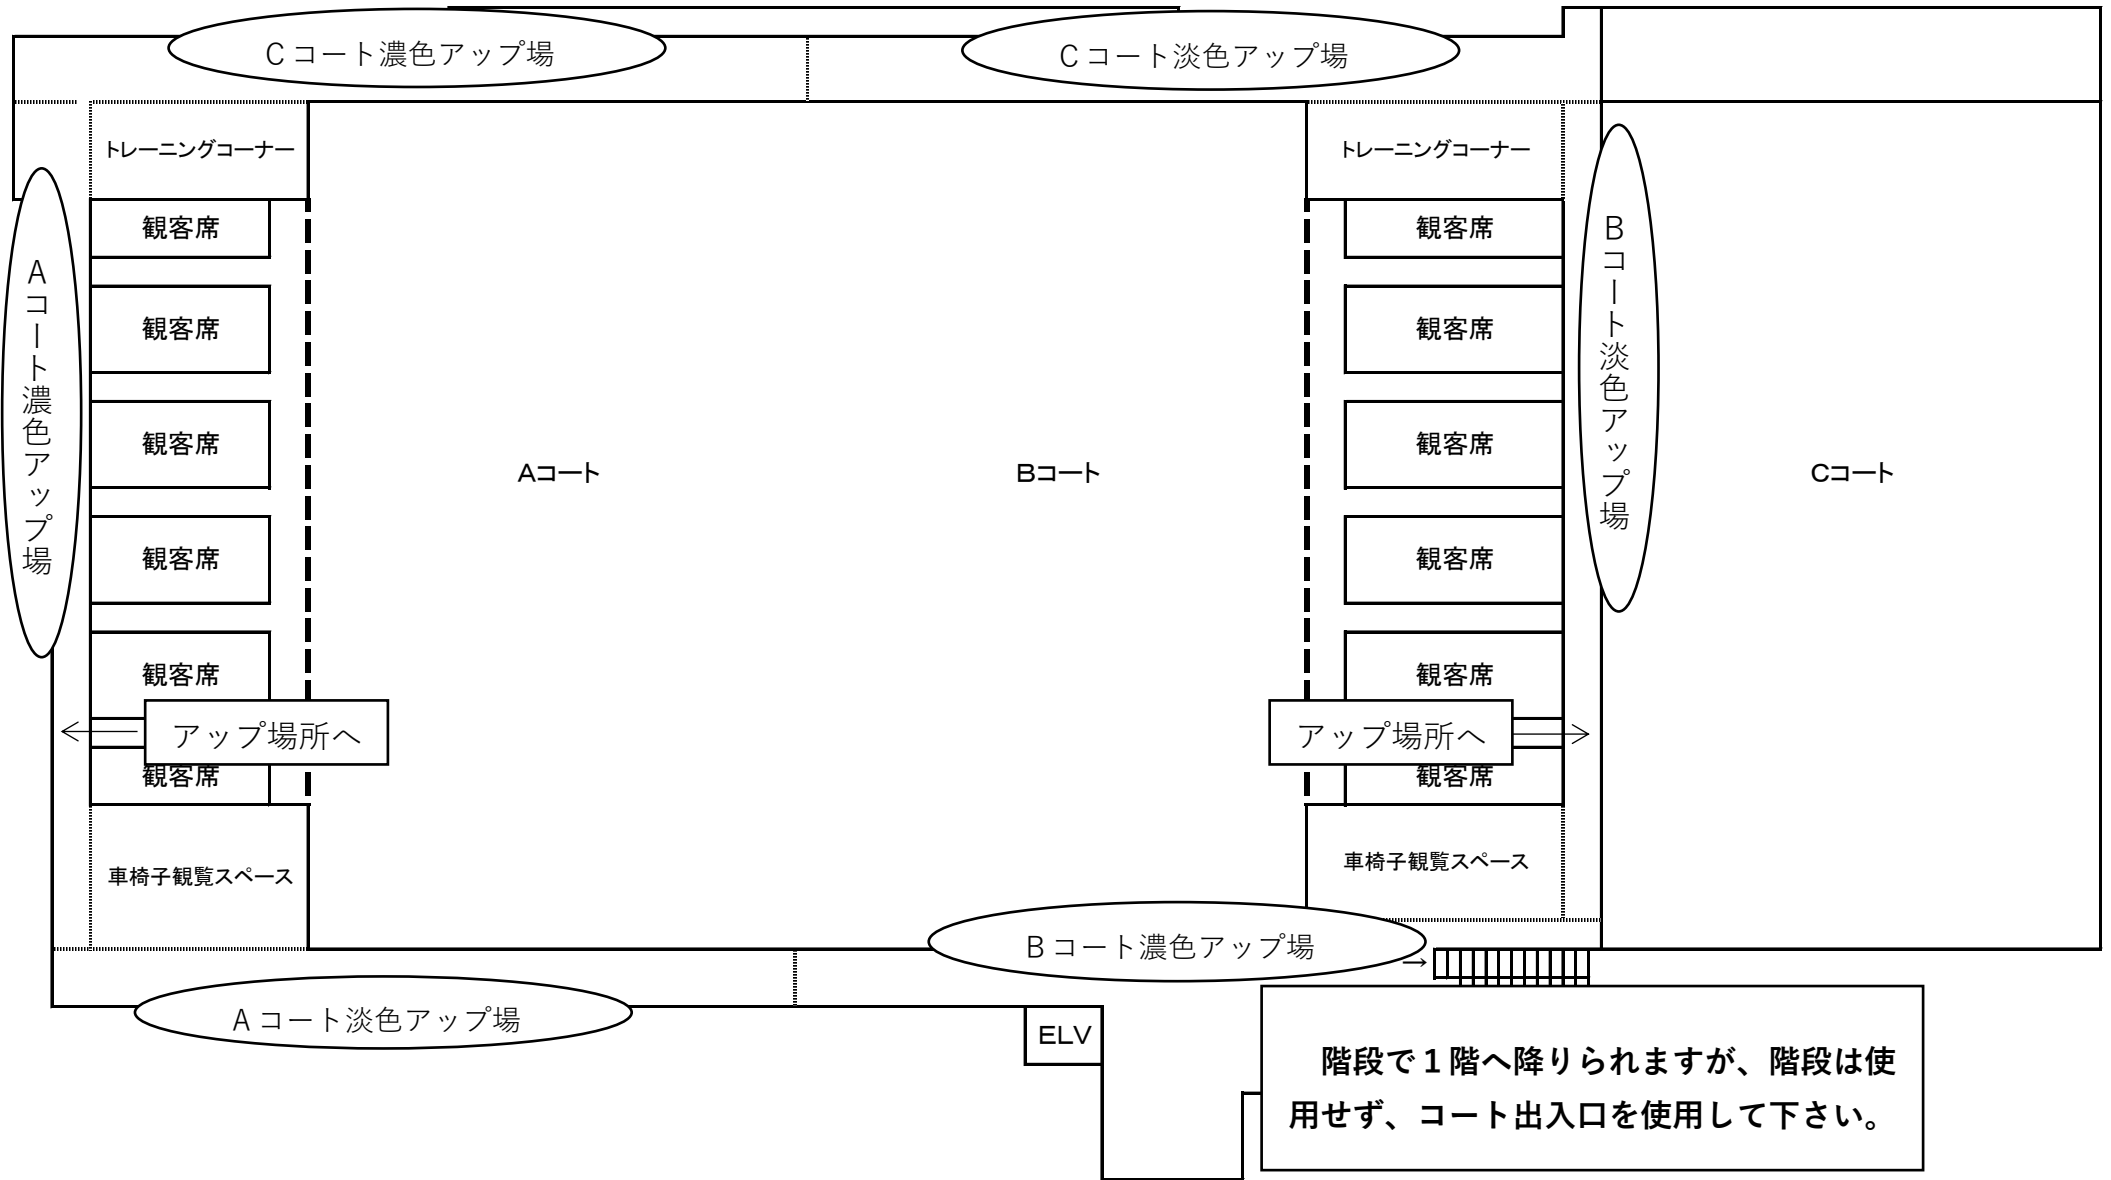 Cコート濃色アップ場
Cコート淡色アップ場
トレーニングコーナー
トレーニングコーナー
観客席
観客席
Aコート濃色アップ場
Bコート淡色アップ場
観客席
観客席
観客席
観客席
Aコート
Bコート
Cコート
観客席
観客席
観客席
観客席
アップ場所へ
アップ場所へ
観客席
観客席
車椅子観覧スペース
車椅子観覧スペース
Bコート濃色アップ場
→
Aコート淡色アップ場
ELV
階段で１階へ降りられますが、階段は使
用せず、コート出入口を使用して下さい。